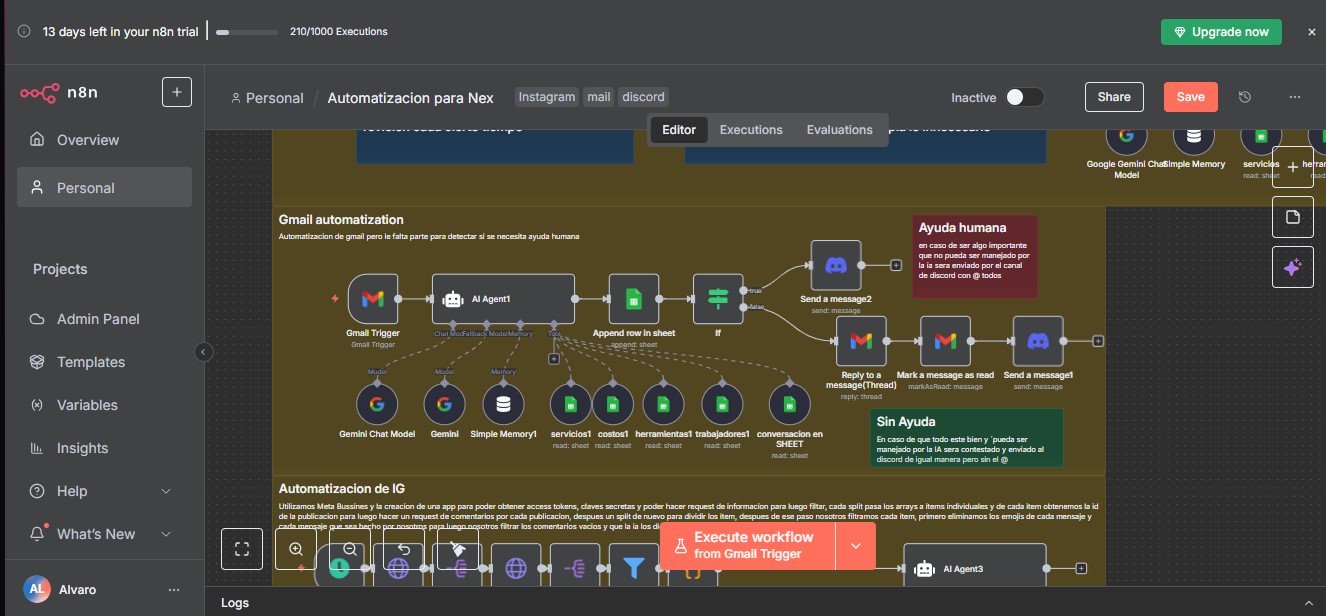 13 days left in your n8n trial
210/1000 Executions
Upgrade now
n8n
Personal / Automatizacion para Nex
Instagram
mail
discord
Inactive
Share
Save
Editor
Executions
Evaluations
Overview
Personal
Projects
Admin Panel
Templates
Variables
Insights
Help
What's New
AL
Alvaro
Google Gemini Chat Model
Simple Memory
servicios
read: sheet
Gmail automatization
Automatizacion de gmail pero le falta parte para detectar si se necesita ayuda humana
Ayuda humana
en caso de ser algo importante
que no pueda ser manejado por
la ia sera enviado por el canal
de discord con @ todos
Gmail Trigger
Gmail Trigger
AI Agent1
Chat Model
Fallback Model
Memory
Tool
Append row in sheet
append: sheet
If
true
false
Send a message2
send: message
Reply to a
message(Thread)
reply: thread
Mark a message as read
markAsRead: message
Send a message1
send: message
Model
Model
Memory
Gemini Chat Model
Gemini
Simple Memory1
servicios1
read: sheet
costos1
read: sheet
herramientas1
read: sheet
trabajadores1
read: sheet
conversacion en
SHEET
read: sheet
Sin Ayuda
En caso de que todo este bien y ´pueda ser
manejado por la IA sera contestado y enviado al
discord de igual manera pero sin el @
Automatizacion de IG
Utilizamos Meta Bussines y la creacion de una app para poder obtener access tokens, claves secretas y poder hacer request de informacion para luego filtar, cada split pasa los arrays a items individuales y de cada item obtenemos la id
de la publicacion para luego hacer un request de comentarios por cada publicacion, despues un split de nuevo para dividir los item, despues de ese paso nosotros filtramos cada item, primero eliminamos los emojis de cada mensaje y
cada mensaje que sea hecho por nosotros para luego nosotros filtrar los comentarios vacios y que la ia los
Execute workflow
from Gmail Trigger
AI Agent3
Logs